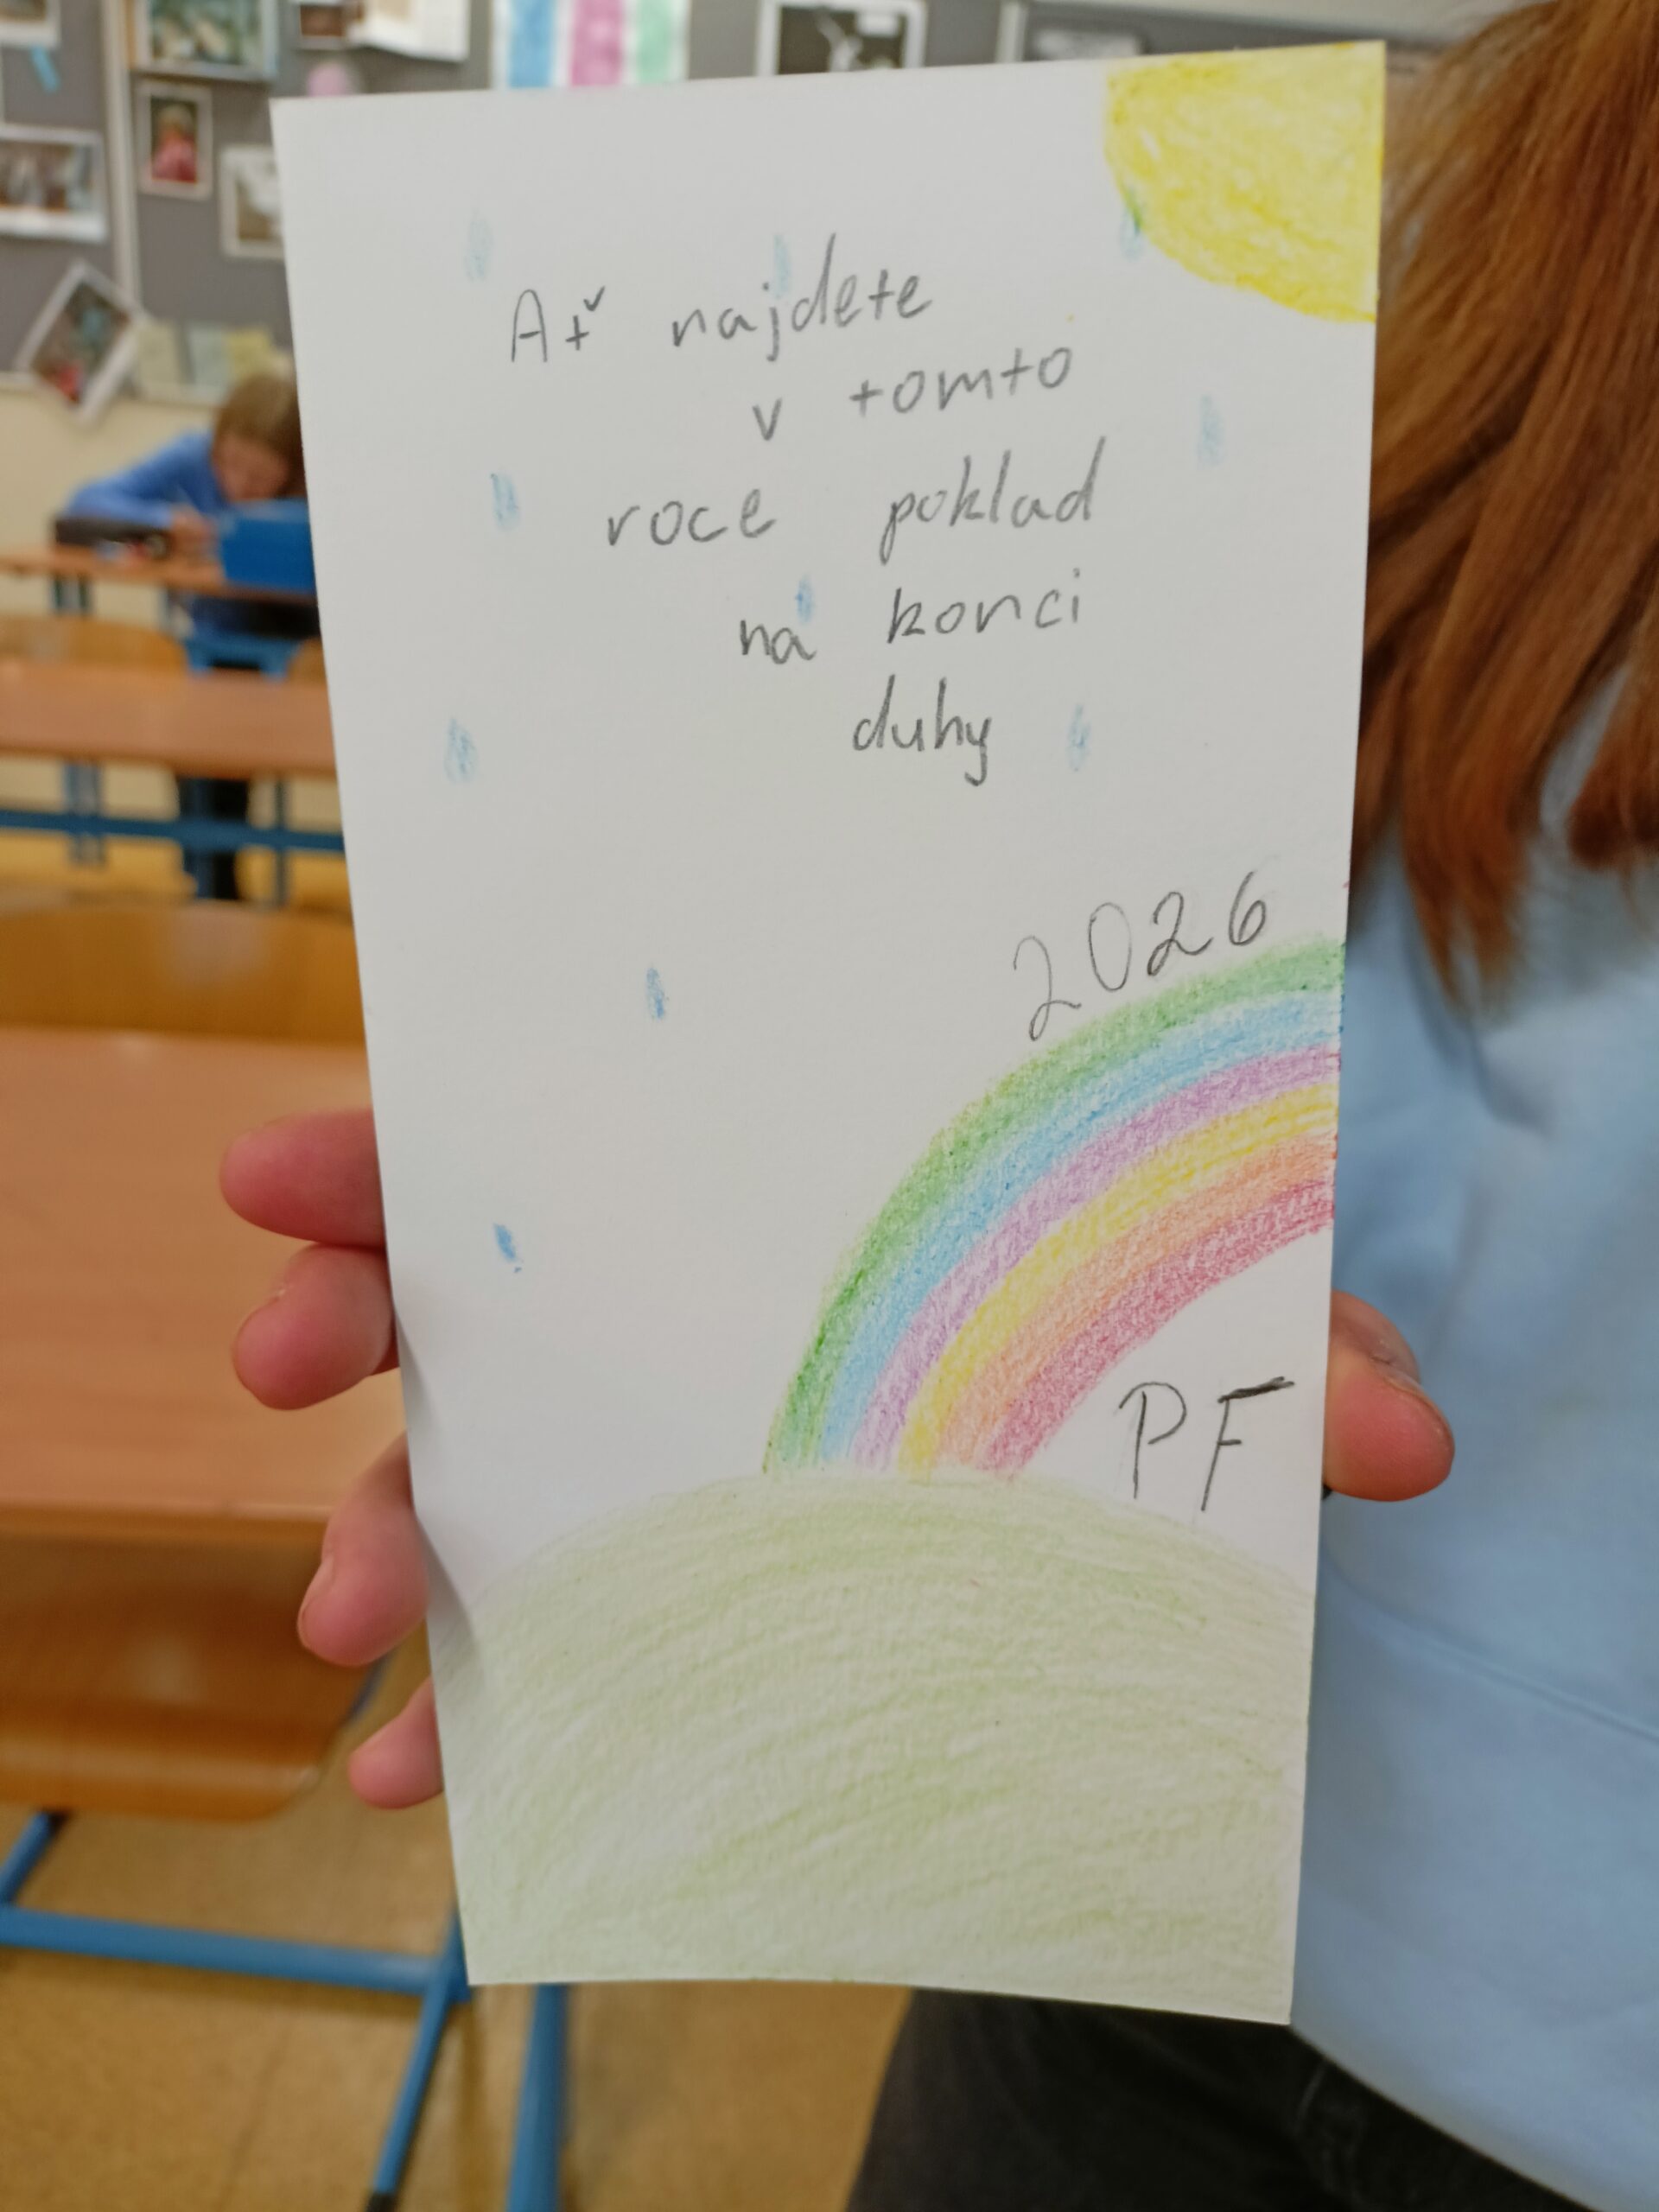 Ať najdete
v tomto
roce poklad
na konci
duhy
2026
PF